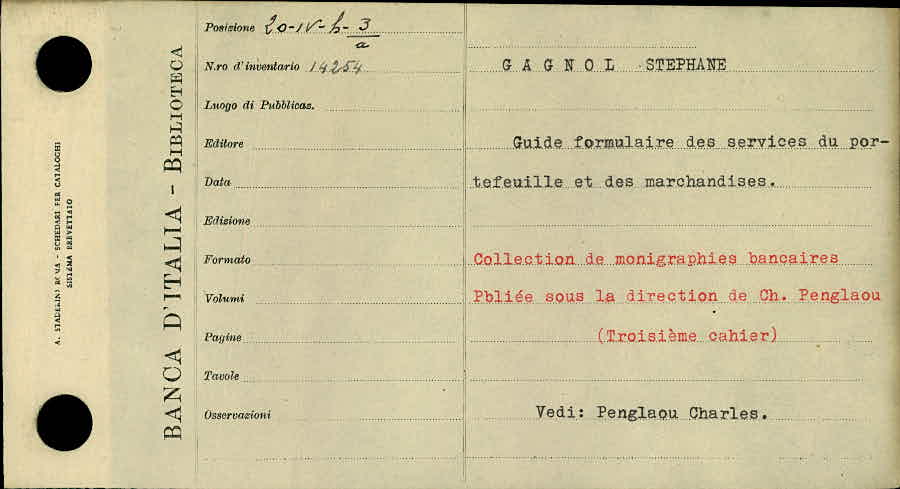 A. STADERINI ROMA - SCHEDARI PER CATALOGHI
SISTEMA BREVETTATO
BANCA D'ITALIA - BIBLIOTECA
Posizione 20-IV-h-3/a
N.ro d'inventario 14254
Luogo di Pubblicaz.
Editore
Data
Edizione
Formato
Volumi
Pagine
Tavole
Osservazioni
GAGNOL STEPHANE
Guide formulaire des services du por-
tefeuille et des marchandises.
Collection de monigraphies bancaires
Pbliée sous la direction de Ch. Penglaou
(Troisième cahier)
Vedi: Penglaou Charles.